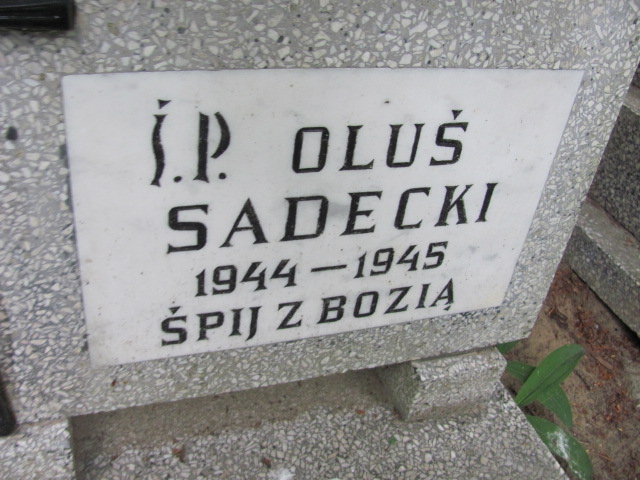 Ś.P. OLUŚ
SADECKI
1944 – 1945
ŚPIJ Z BOZIĄ